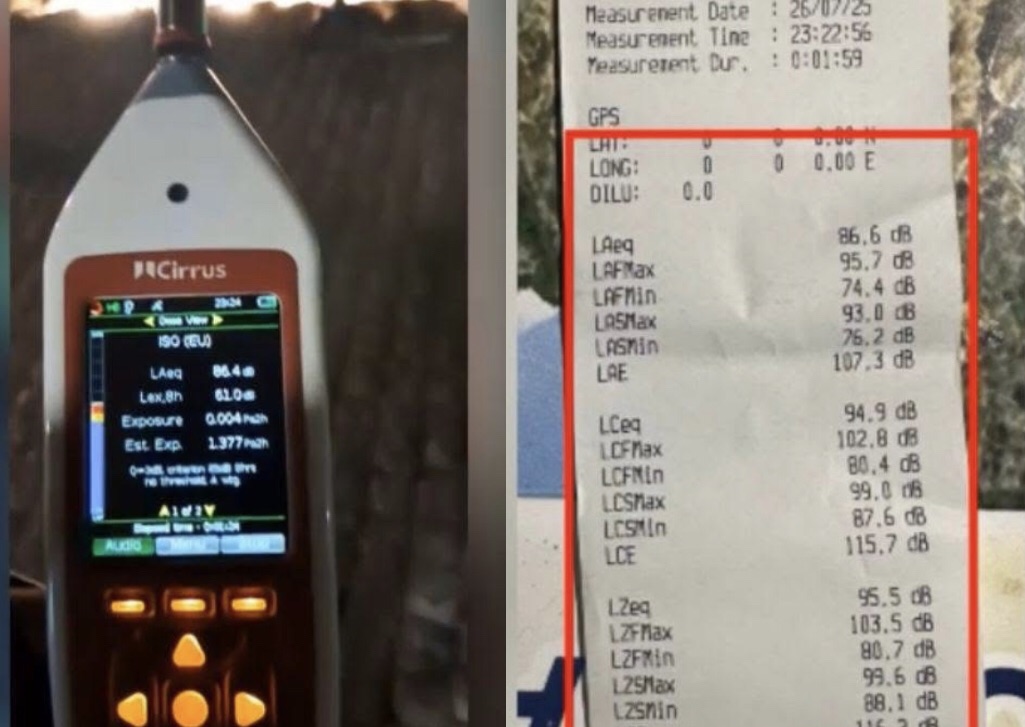 Cirrus
23:24
Dose View
ISO (EU)
LAeq 86.4 dB
Lex,8h 61.0 dB
Exposure 0.004 Pa2h
Est. Exp. 1.377 Pa2h
no threshold, A wtg.
1 of 2
Audio Menu Stop
Measurement Date : 26/07/25
Measurement Time : 23:22:56
Measurement Dur. : 0:01:59
GPS
LAT: 0 0 0.00 N
LONG: 0 0 0.00 E
DILU: 0.0
LAeq 86.6 dB
LAFMax 95.7 dB
LAFMin 74.4 dB
LASMax 93.0 dB
LASMin 76.2 dB
LAE 107.3 dB
LCeq 94.9 dB
LCFMax 102.8 dB
LCFMin 80.4 dB
LCSMax 99.0 dB
LCSMin 87.6 dB
LCE 115.7 dB
LZeq 95.5 dB
LZFMax 103.5 dB
LZFMin 80.7 dB
LZSMax 99.6 dB
LZSMin 88.1 dB